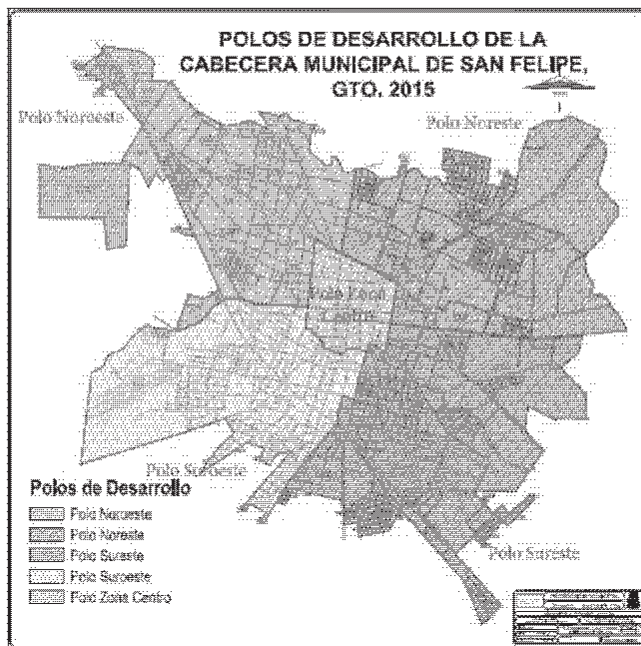 POLOS DE DESARROLLO DE LA
CABECERA MUNICIPAL DE SAN FELIPE,
GTO. 2015
Polo Noroeste
Polo Noreste
Polo Zona
Centro
Polo Suroeste
Polo Sureste
Polos de Desarrollo
Polo Noroeste
Polo Noreste
Polo Sureste
Polo Suroeste
Polo Zona Centro